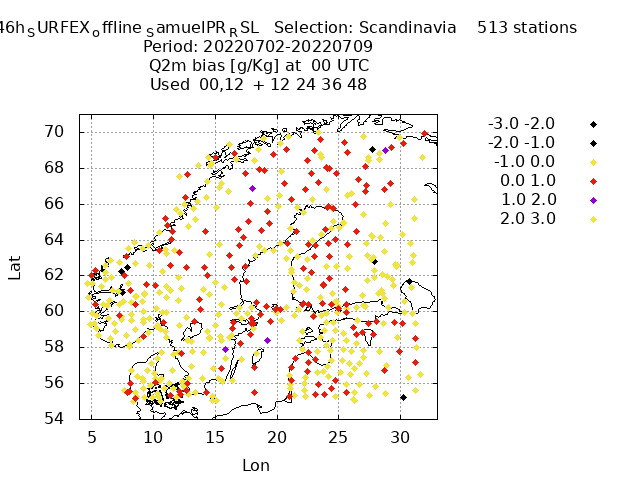 46h SURFEXoffline SamuelPRRSL Selection: Scandinavia 513 stations
Period: 20220702-20220709
Q2m bias [g/Kg] at 00 UTC
Used 00,12 + 12 24 36 48
-3.0 -2.0
-2.0 -1.0
-1.0 0.0
0.0 1.0
1.0 2.0
2.0 3.0
70
68
66
64
62
60
58
56
54
Lat
5 10 15 20 25 30
Lon